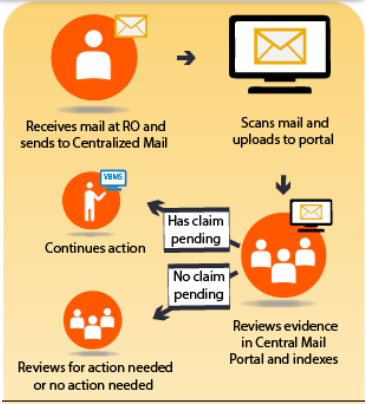 Receives mail at RO and
sends to Centralized Mail
Scans mail and
uploads to portal
VBMS
Continues action
Has claim
pending
No claim
pending
Reviews evidence
in Central Mail
Portal and indexes
Reviews for action needed
or no action needed